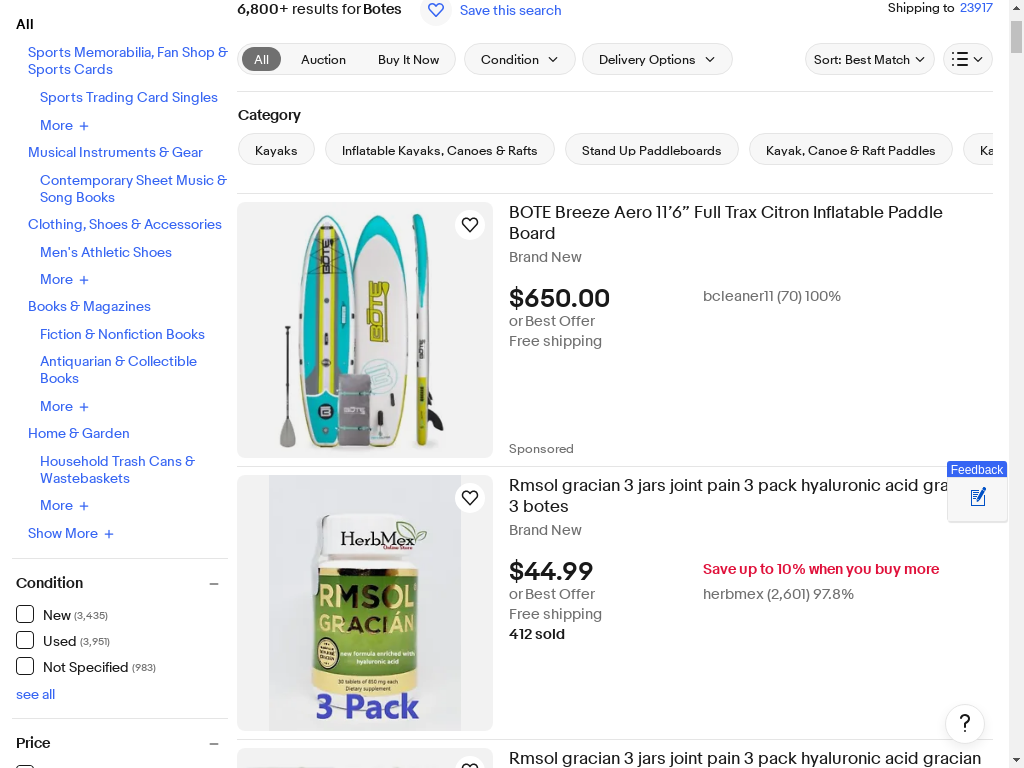 6,800+ results for Botes
Save this search
Shipping to 23917
All
Sports Memorabilia, Fan Shop &
Sports Cards
Sports Trading Card Singles
More +
Musical Instruments & Gear
Contemporary Sheet Music &
Song Books
Clothing, Shoes & Accessories
Men's Athletic Shoes
More +
Books & Magazines
Fiction & Nonfiction Books
Antiquarian & Collectible
Books
More +
Home & Garden
Household Trash Cans &
Wastebaskets
More +
Show More +
Condition
New (3,435)
Used (3,951)
Not Specified (983)
see all
Price
All
Auction
Buy It Now
Condition
Delivery Options
Sort: Best Match
Category
Kayaks
Inflatable Kayaks, Canoes & Rafts
Stand Up Paddleboards
Kayak, Canoe & Raft Paddles
Ka
BOTE
BOTE
BOTE
BOTE Breeze Aero 11'6” Full Trax Citron Inflatable Paddle
Board
Brand New
$650.00
or Best Offer
Free shipping
bcleaner11 (70) 100%
Sponsored
HerbMex
Online Store
RMSOL
GRACIÁN
new formula enriched with
hyaluronic acid
30 tablets of 850 mg each
Dietary supplement
3 Pack
Rmsol gracian 3 jars joint pain 3 pack hyaluronic acid gra
3 botes
Brand New
$44.99
or Best Offer
Free shipping
412 sold
Save up to 10% when you buy more
herbmex (2,601) 97.8%
Feedback
?
Rmsol gracian 3 jars joint pain 3 pack hyaluronic acid gracian